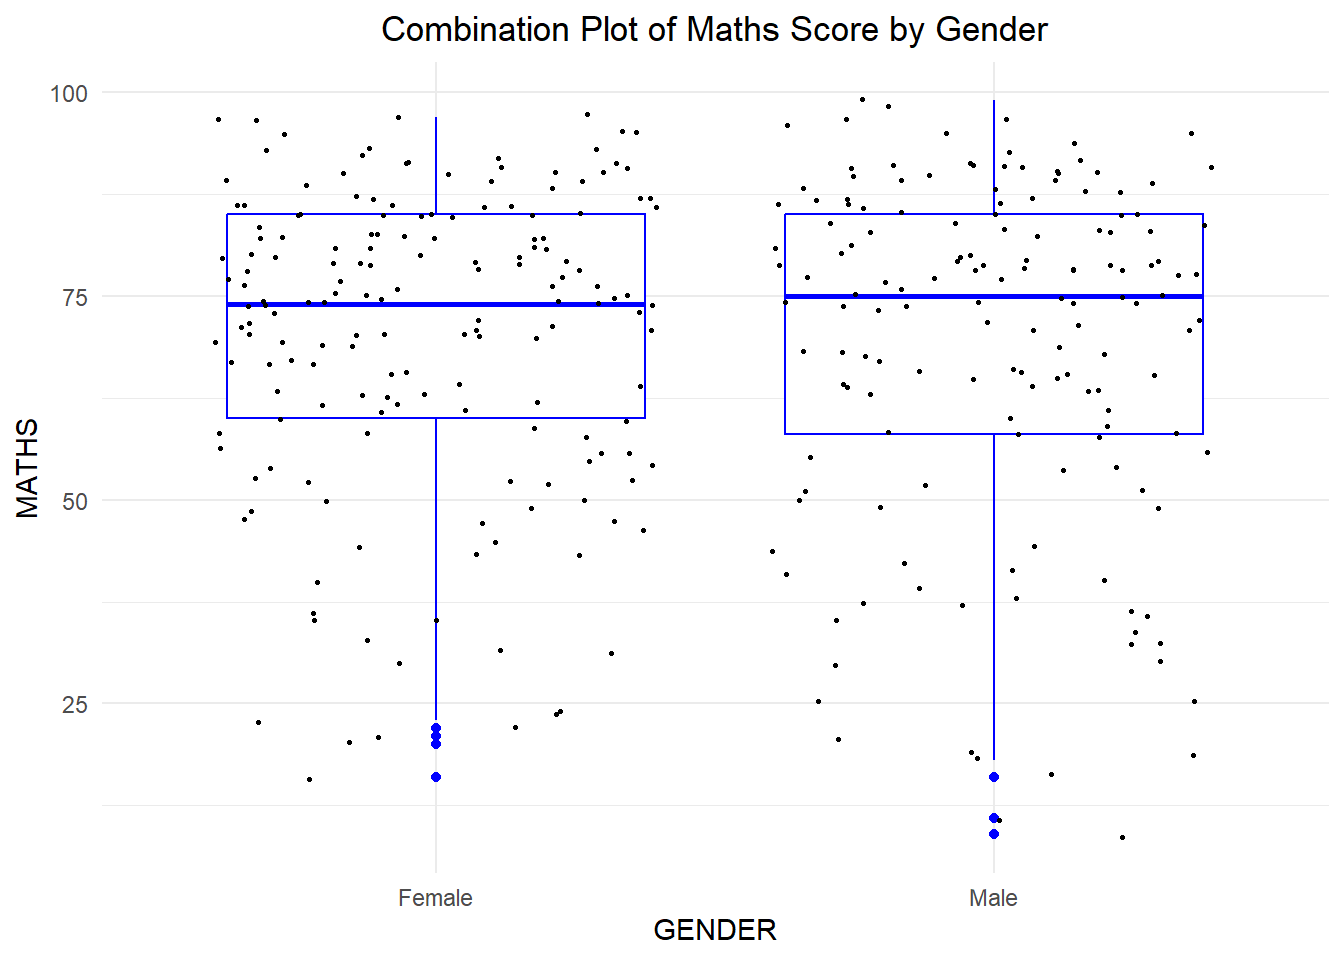 Combination Plot of Maths Score by Gender
100
75
50
25
MATHS
Female
Male
GENDER